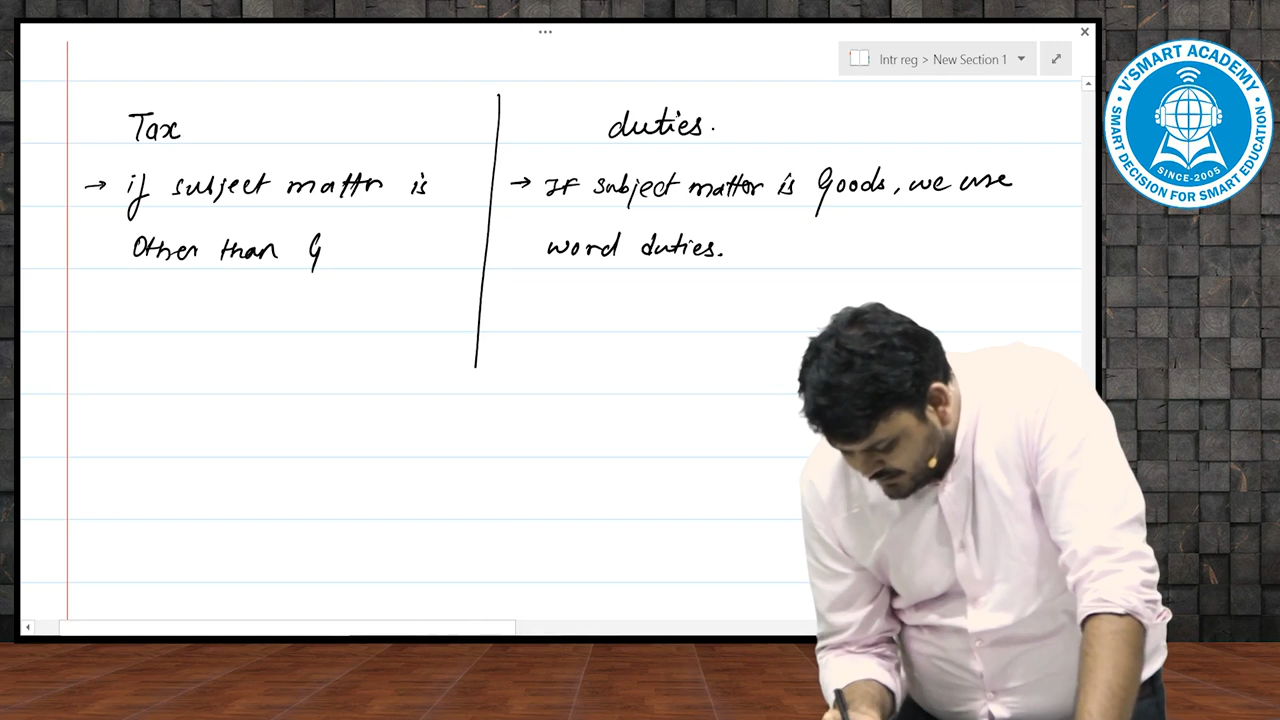 Intr reg > New Section 1
Tax
→ if subject matter is
Other than G
duties.
→ If subject matter is Goods, we use
word duties.
V'SMART ACADEMY
SINCE-2005
SMART DECISION FOR SMART EDUCATION